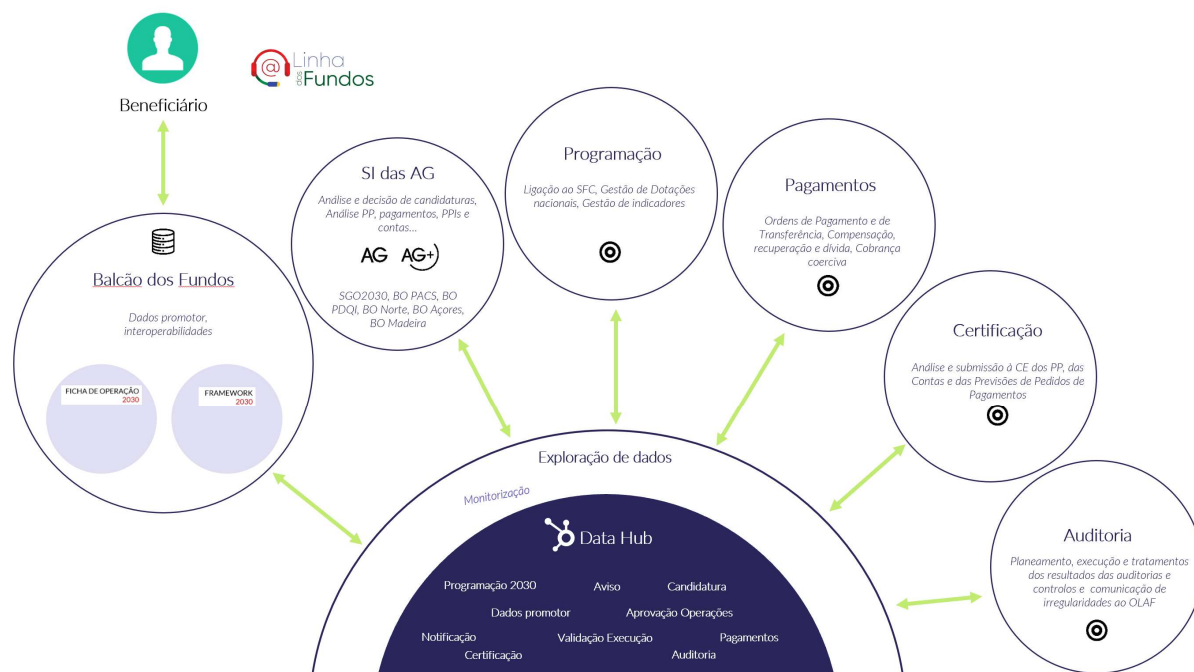 Beneficiário
@
Linha
dos
Fundos
Balcão dos Fundos
Dados promotor,
interoperabilidades
FICHA DE OPERAÇÃO
2030
FRAMEWORK
2030
SI das AG
Análise e decisão de candidaturas,
Análise PP, pagamentos, PPIs e
contas...
AG AG+
SGO2030, BO PACS, BO
PDQI, BO Norte, BO Açores,
BO Madeira
Programação
Ligação ao SFC, Gestão de Dotações
nacionais, Gestão de indicadores
Pagamentos
Ordens de Pagamento e de
Transferência, Compensação,
recuperação e dívida, Cobrança
coerciva
Certificação
Análise e submissão à CE dos PP, das
Contas e das Previsões de Pedidos de
Pagamentos
Auditoria
Planeamento, execução e tratamentos
dos resultados das auditorias e
controlos e comunicação de
irregularidades ao OLAF
Exploração de dados
Monitorização
Data Hub
Programação 2030 Aviso Candidatura
Dados promotor Aprovação Operações
Notificação Validação Execução Pagamentos
Certificação Auditoria